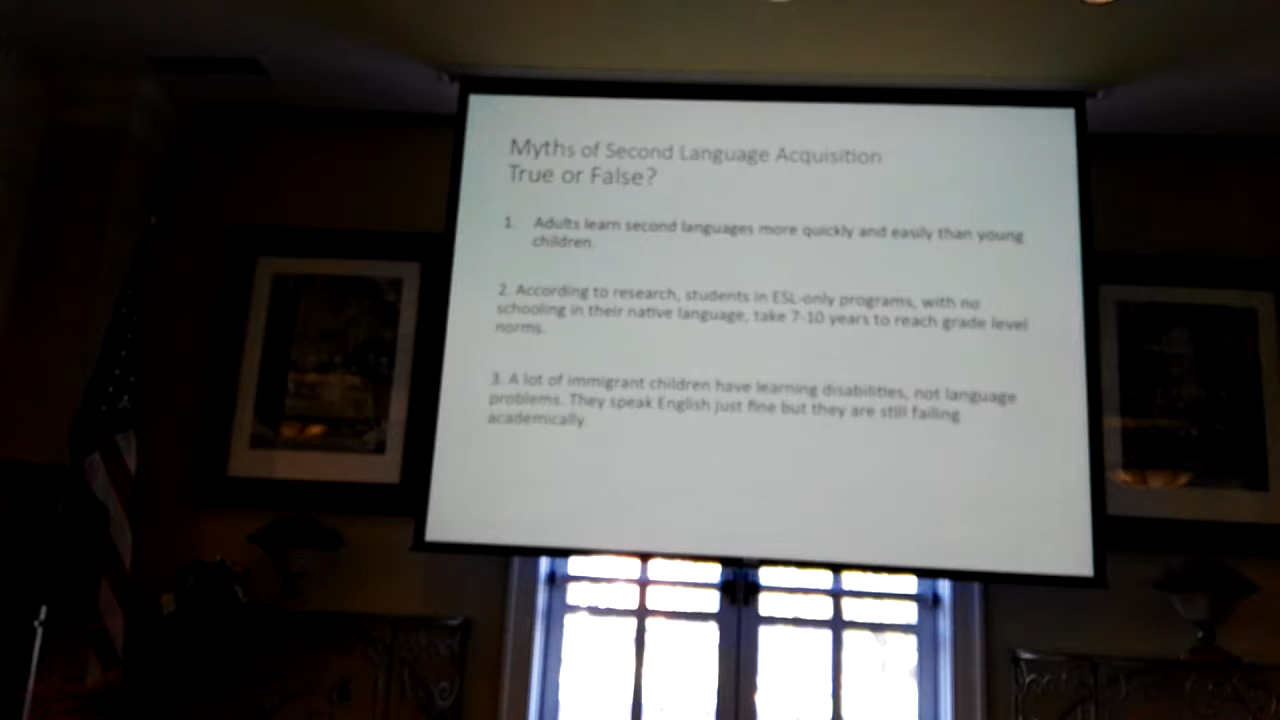 Myths of Second Language Acquisition
True or False?
1. Adults learn second languages more quickly and easily than young
children.
2. According to research, students in ESL-only programs, with no
schooling in their native language, take 7-10 years to reach grade level
norms.
3. A lot of immigrant children have learning disabilities, not language
problems. They speak English just fine but they are still failing
academically.